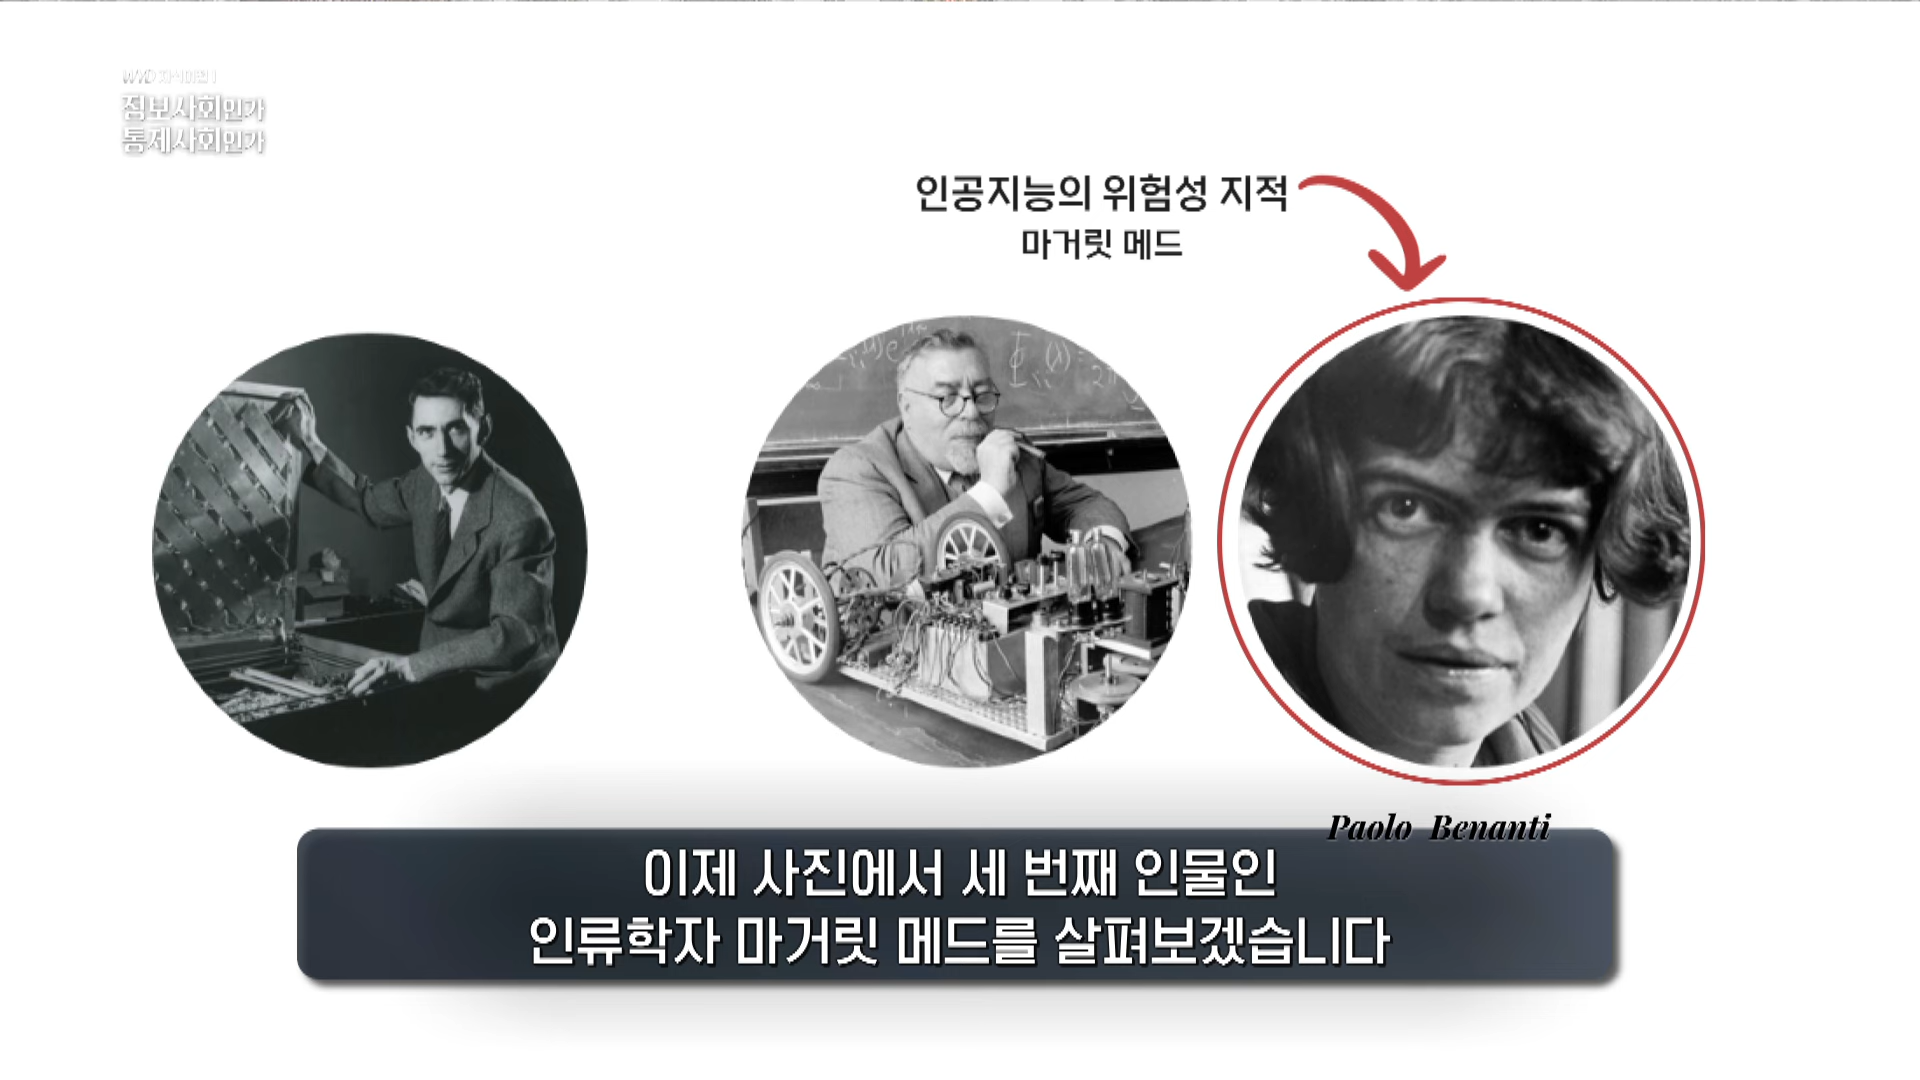 WYD
정보사회인가
통제사회인가
인공지능의 위험성 지적
마거릿 메드
Paolo Benanti
이제 사진에서 세 번째 인물인
인류학자 마거릿 메드를 살펴보겠습니다